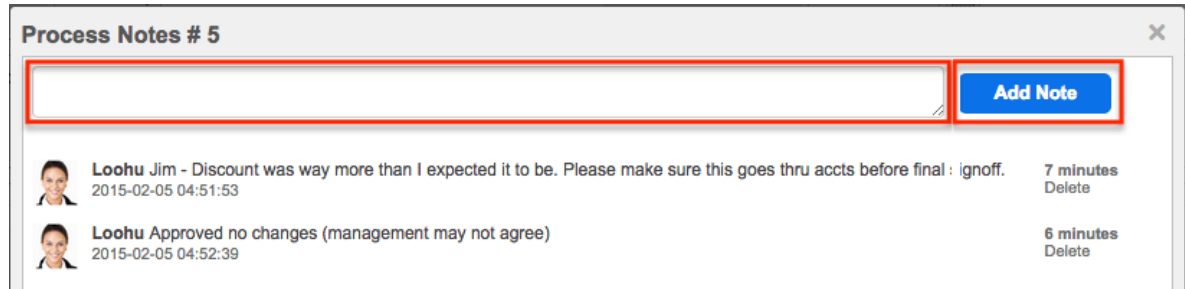 Process Notes # 5
×
Add Note
Loohu Jim - Discount was way more than I expected it to be. Please make sure this goes thru accts before final signoff.
7 minutes
2015-02-05 04:51:53
Delete
Loohu Approved no changes (management may not agree)
6 minutes
2015-02-05 04:52:39
Delete